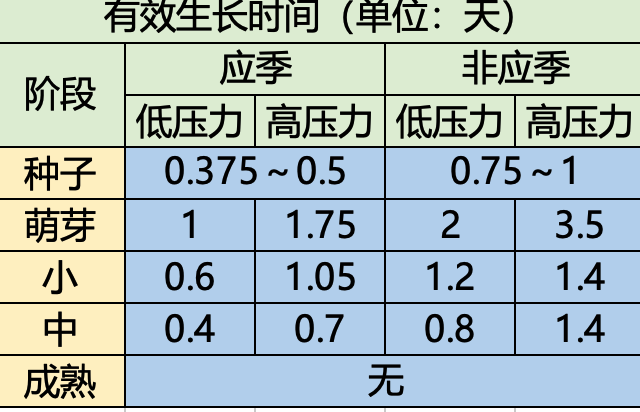 有效生长时间（单位：天）
阶段 应季 非应季
低压力 高压力 低压力 高压力
种子 0.375～0.5 0.75～1
萌芽 1 1.75 2 3.5
小 0.6 1.05 1.2 1.4
中 0.4 0.7 0.8 1.4
成熟 无